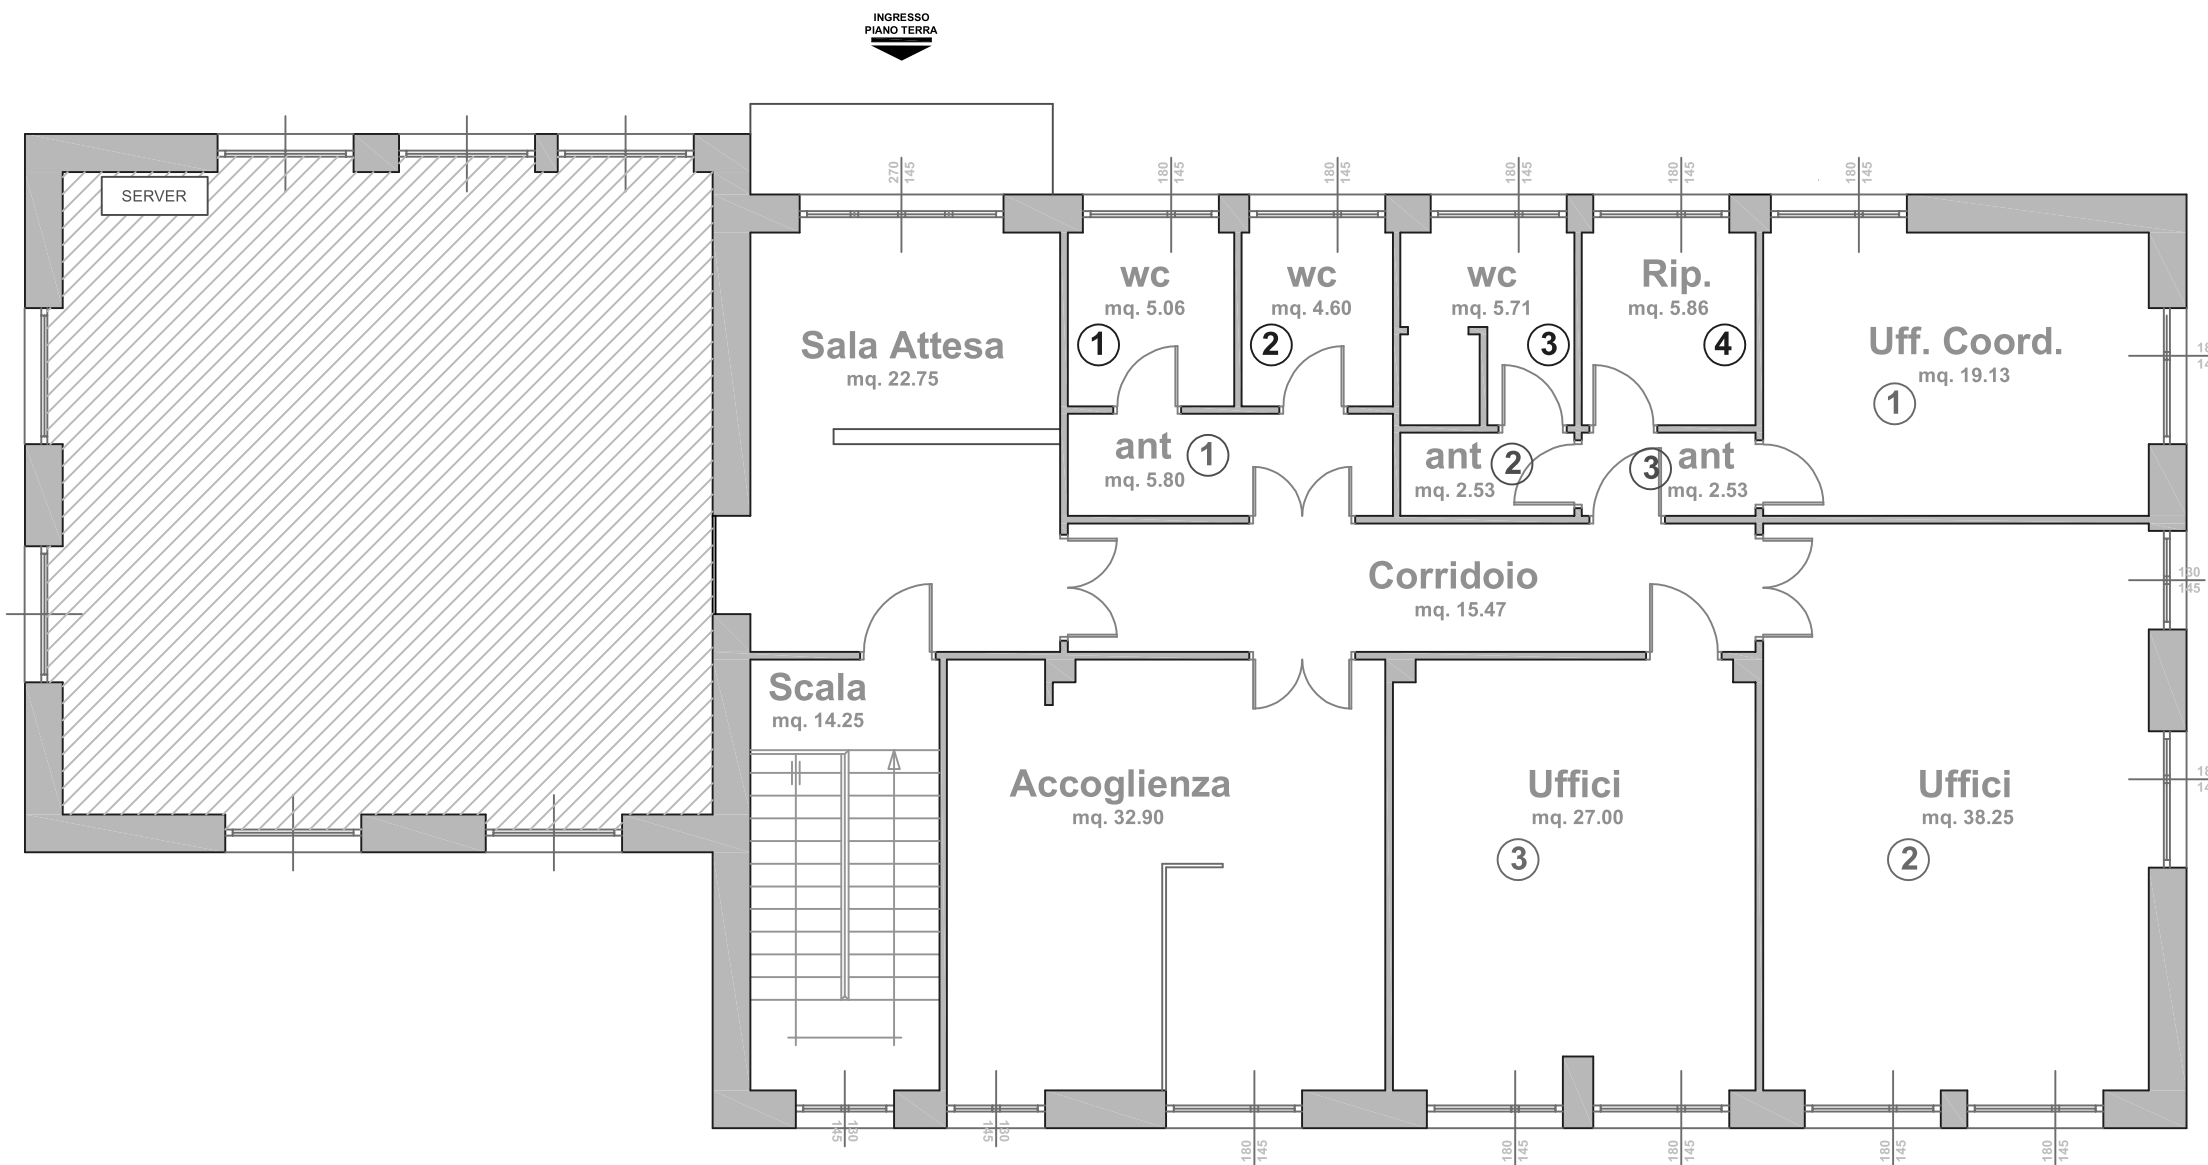 INGRESSO
PIANO TERRA
270
145
180
145
180
145
180
145
180
145
180
145
SERVER
wc
mq. 5.06
1
wc
mq. 4.60
2
wc
mq. 5.71
3
Rip.
mq. 5.86
4
Sala Attesa
mq. 22.75
Uff. Coord.
mq. 19.13
1
ant 1
mq. 5.80
ant 2
mq. 2.53
3 ant
mq. 2.53
Corridoio
mq. 15.47
130
145
Scala
mq. 14.25
Accoglienza
mq. 32.90
Uffici
mq. 27.00
3
Uffici
mq. 38.25
2
145
130
145
130
180
145
180
145
180
145
180
145
180
145